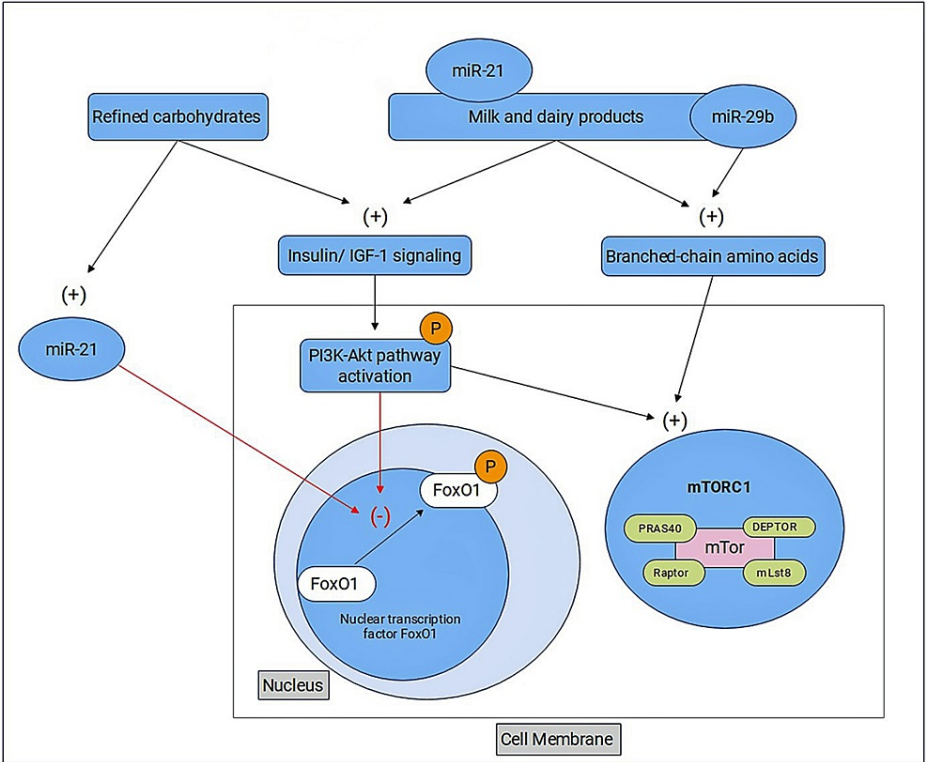 miR-21
Refined carbohydrates
Milk and dairy products
miR-29b
(+)
(+)
Insulin/ IGF-1 signaling
Branched-chain amino acids
(+)
miR-21
P
PI3K-Akt pathway
activation
(+)
P
FoxO1
(-)
mTORC1
PRAS40
DEPTOR
mTor
Raptor
mLst8
FoxO1
Nuclear transcription
factor FoxO1
Nucleus
Cell Membrane